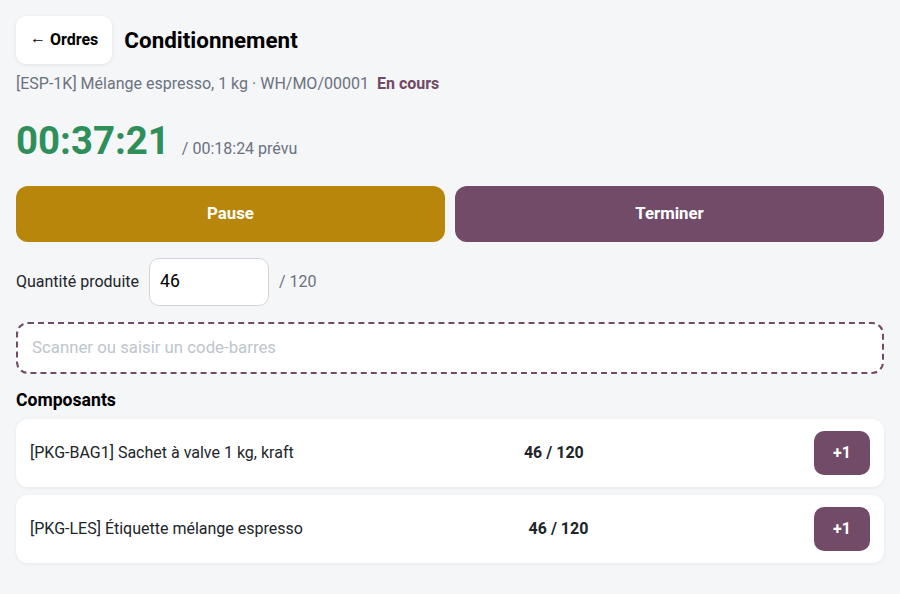 ← Ordres Conditionnement
[ESP-1K] Mélange espresso, 1 kg · WH/MO/00001 En cours
00:37:21 / 00:18:24 prévu
Pause Terminer
Quantité produite 46 / 120
Scanner ou saisir un code-barres
Composants
[PKG-BAG1] Sachet à valve 1 kg, kraft 46 / 120 +1
[PKG-LES] Étiquette mélange espresso 46 / 120 +1